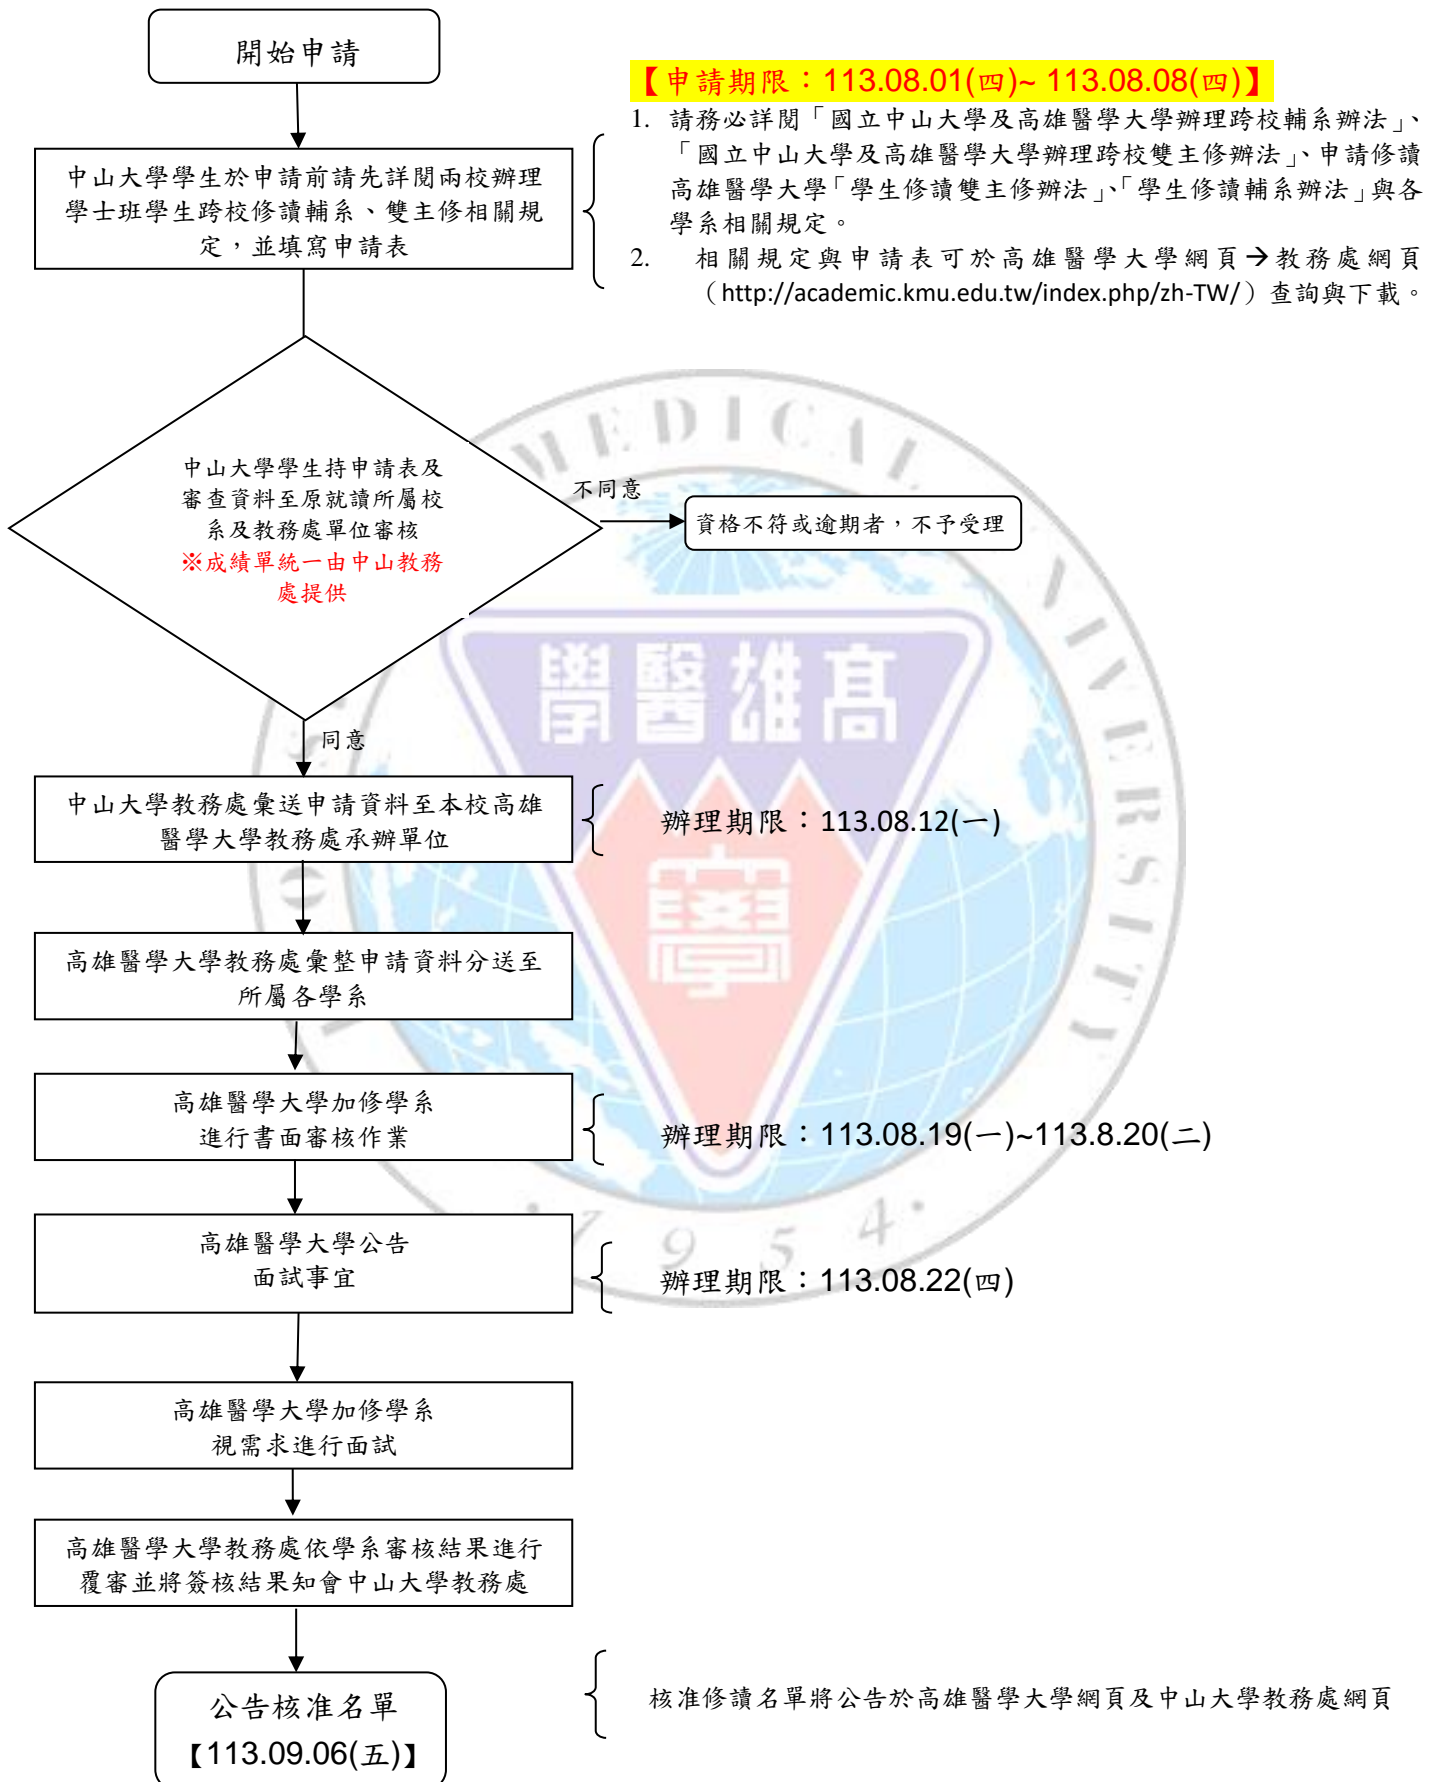 開始申請
【申請期限：113.08.01(四)~ 113.08.08(四)】
1. 請務必詳閱「國立中山大學及高雄醫學大學辦理跨校輔系辦法」、
「國立中山大學及高雄醫學大學辦理跨校雙主修辦法」、申請修讀
高雄醫學大學「學生修讀雙主修辦法」、「學生修讀輔系辦法」與各
學系相關規定。
2. 相關規定與申請表可於高雄醫學大學網頁→教務處網頁
（http://academic.kmu.edu.tw/index.php/zh-TW/）查詢與下載。
中山大學學生於申請前請先詳閱兩校辦理
學士班學生跨校修讀輔系、雙主修相關規
定，並填寫申請表
中山大學學生持申請表及
審查資料至原就讀所屬校
系及教務處單位審核
※成績單統一由中山教務
處提供
不同意
資格不符或逾期者，不予受理
同意
中山大學教務處彙送申請資料至本校高雄
醫學大學教務處承辦單位
辦理期限：113.08.12(一)
高雄醫學大學教務處彙整申請資料分送至
所屬各學系
高雄醫學大學加修學系
進行書面審核作業
辦理期限：113.08.19(一)~113.8.20(二)
高雄醫學大學公告
面試事宜
辦理期限：113.08.22(四)
高雄醫學大學加修學系
視需求進行面試
高雄醫學大學教務處依學系審核結果進行
覆審並將簽核結果知會中山大學教務處
公告核准名單
【113.09.06(五)】
核准修讀名單將公告於高雄醫學大學網頁及中山大學教務處網頁
MEDICAL UNIVERSITY
學醫雄高
學
1954